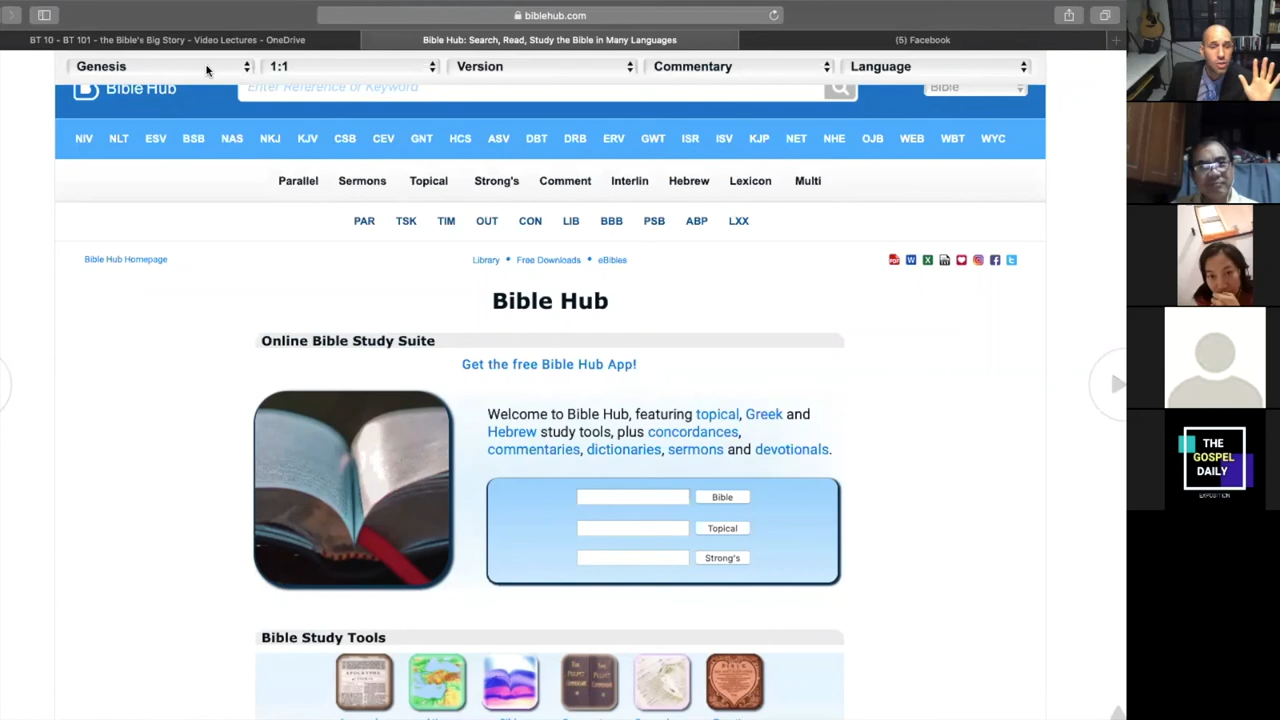 biblehub.com
BT 10 - BT 101 - the Bible's Big Story - Video Lectures - OneDrive
Bible Hub: Search, Read, Study the Bible in Many Languages
(5) Facebook
Genesis
1:1
Version
Commentary
Language
Bible Hub
Enter Reference or Keyword
Bible
NIV NLT ESV BSB NAS NKJ KJV CSB CEV GNT HCS ASV DBT DRB ERV GWT ISR ISV KJP NET NHE OJB WEB WBT WYC
Parallel Sermons Topical Strong's Comment Interlin Hebrew Lexicon Multi
PAR TSK TIM OUT CON LIB BBB PSB ABP LXX
Bible Hub Homepage
Library • Free Downloads • eBibles
Bible Hub
Online Bible Study Suite
Get the free Bible Hub App!
Welcome to Bible Hub, featuring topical, Greek and
Hebrew study tools, plus concordances,
commentaries, dictionaries, sermons and devotionals.
Bible
Topical
Strong's
Bible Study Tools
THE
GOSPEL
DAILY
EXPOSITION